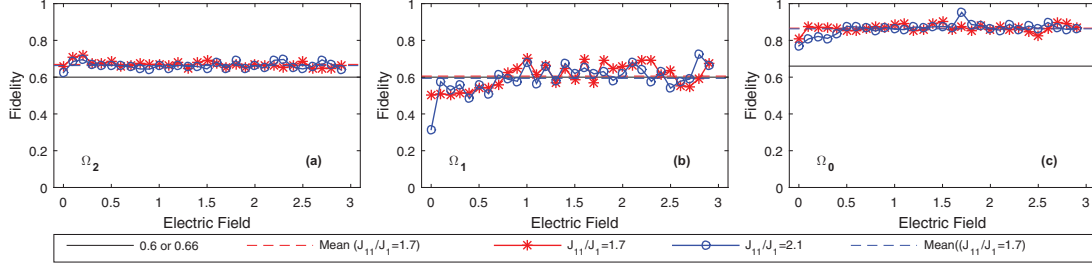 1
0.8
0.6
0.4
0.2
0
Fidelity
0 0.5 1 1.5 2 2.5 3
Electric Field
Ω2 (a)
1
0.8
0.6
0.4
0.2
0
Fidelity
0 0.5 1 1.5 2 2.5 3
Electric Field
Ω1 (b)
1
0.8
0.6
0.4
0.2
0
Fidelity
0 0.5 1 1.5 2 2.5 3
Electric Field
Ω0 (c)
0.6 or 0.66 Mean (J11/J1=1.7) J11/J1=1.7 J11/J1=2.1 Mean((J11/J1=1.7)